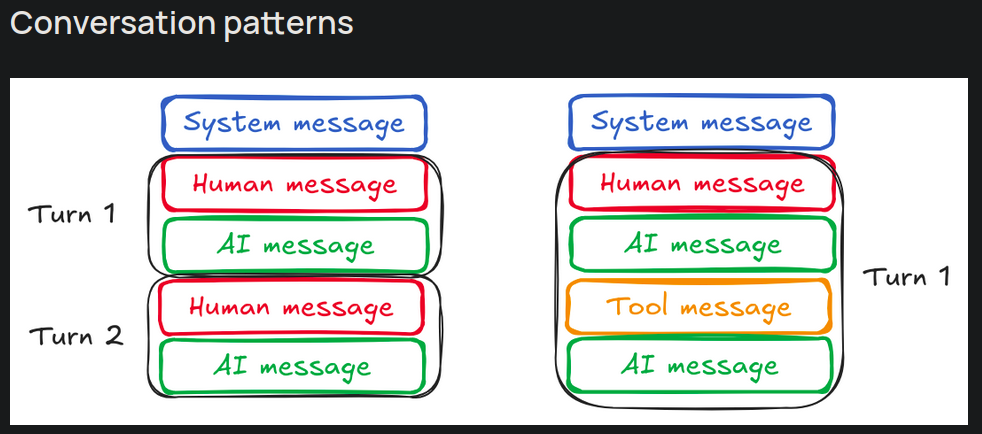 Conversation patterns
System message
Turn 1
Human message
AI message
Turn 2
Human message
AI message
System message
Human message
AI message
Tool message
AI message
Turn 1